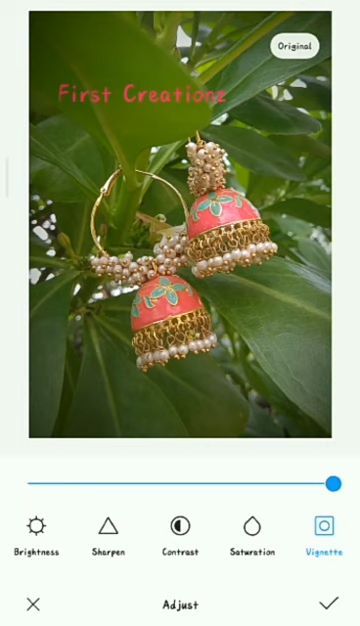 Original
First Creationz
Brightness
Sharpen
Contrast
Saturation
Vignette
Adjust